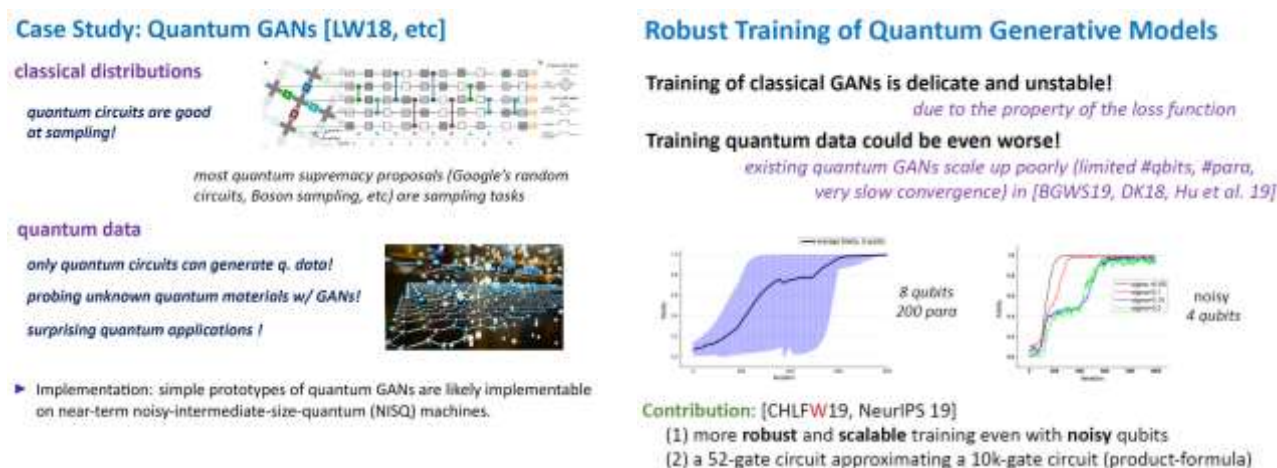 Case Study: Quantum GANs [LW18, etc]
classical distributions
quantum circuits are good
at sampling!
most quantum supremacy proposals (Google's random
circuits, Boson sampling, etc) are sampling tasks
quantum data
only quantum circuits can generate q. data!
probing unknown quantum materials w/ GANs!
surprising quantum applications !
► Implementation: simple prototypes of quantum GANs are likely implementable
on near-term noisy-intermediate-size-quantum (NISQ) machines.
Robust Training of Quantum Generative Models
Training of classical GANs is delicate and unstable!
due to the property of the loss function
Training quantum data could be even worse!
existing quantum GANs scale up poorly (limited #qbits, #para,
very slow convergence) in [BGWS19, DK18, Hu et al. 19]
8 qubits
200 para
noisy
4 qubits
Contribution: [CHLFW19, NeurIPS 19]
(1) more robust and scalable training even with noisy qubits
(2) a 52-gate circuit approximating a 10k-gate circuit (product-formula)